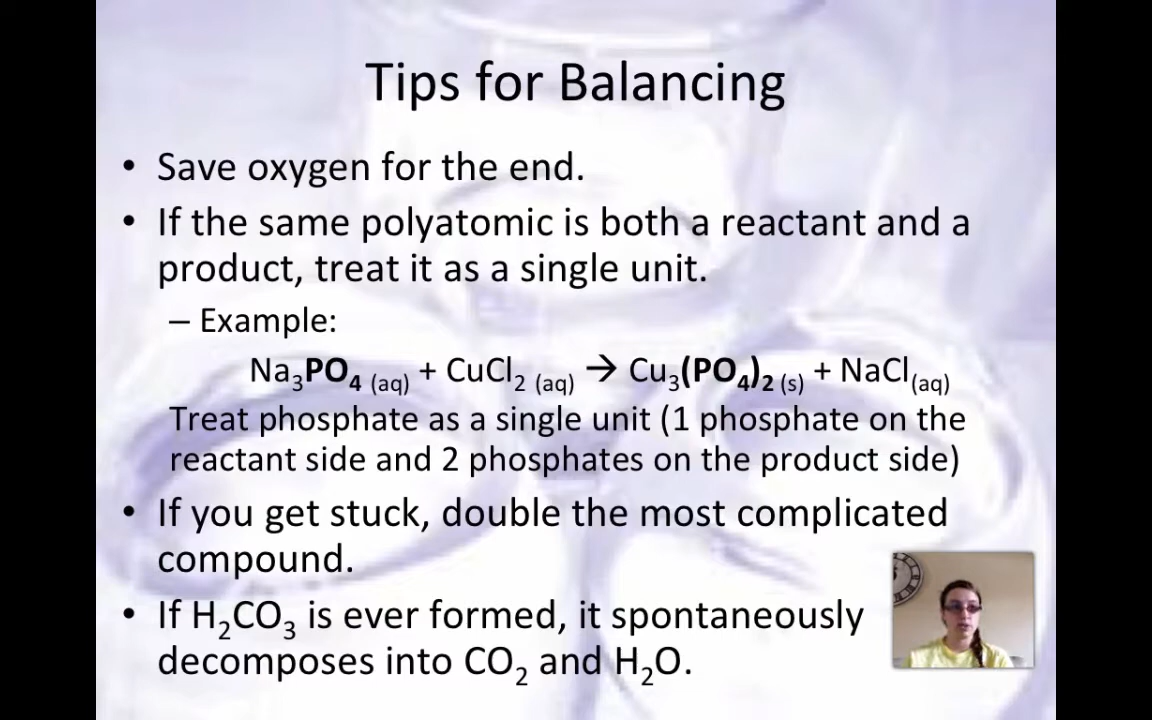 Tips for Balancing
• Save oxygen for the end.
• If the same polyatomic is both a reactant and a
product, treat it as a single unit.
– Example:
Na₃PO₄ (aq) + CuCl₂ (aq) → Cu₃(PO₄)₂ (s) + NaCl(aq)
Treat phosphate as a single unit (1 phosphate on the
reactant side and 2 phosphates on the product side)
• If you get stuck, double the most complicated
compound.
• If H₂CO₃ is ever formed, it spontaneously
decomposes into CO₂ and H₂O.